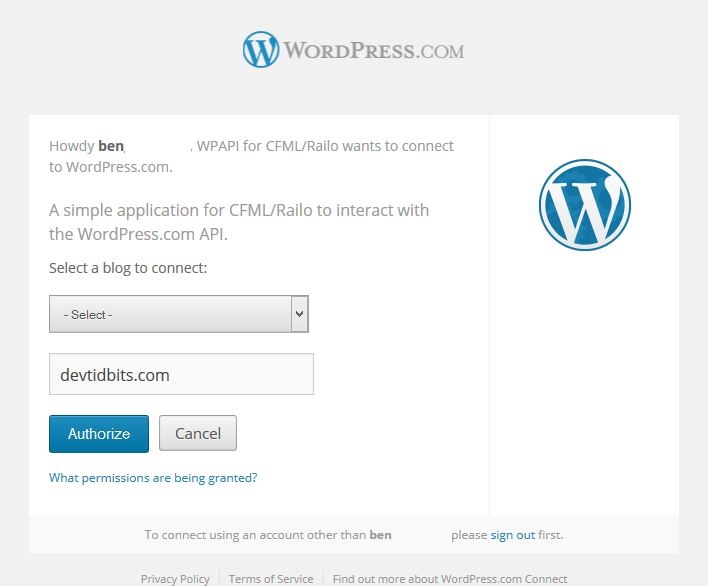 WORDPRESS.COM
Howdy ben, , WPAPI for CFML/Railo wants to connect
to WordPress.com.
A simple application for CFML/Railo to interact with
the WordPress.com API.
Select a blog to connect:
- Select -
devtidbits.com
Authorize Cancel
What permissions are being granted?
To connect using an account other than ben please sign out first.
Privacy Policy Terms of Service Find out more about WordPress.com Connect